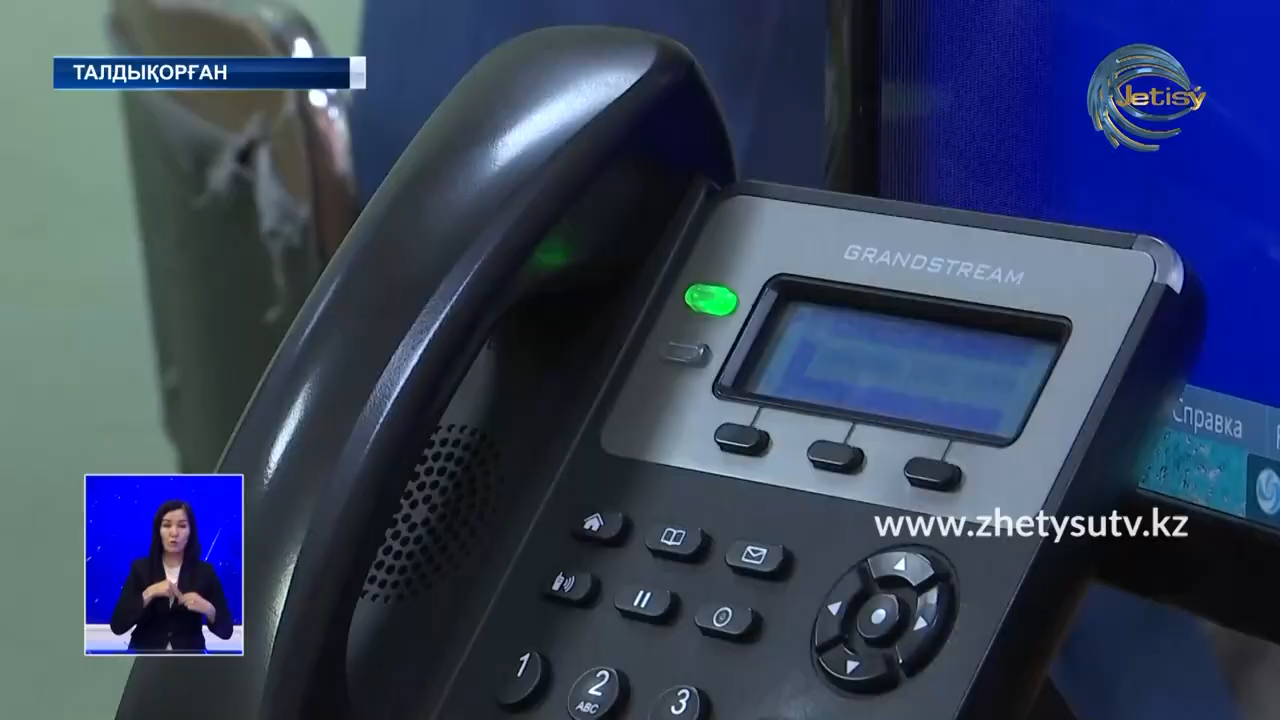 ТАЛДЫҚОРҒАН
Jetisý
GRANDSTREAM
Справка
www.zhetysutv.kz
1
2
ABC
3